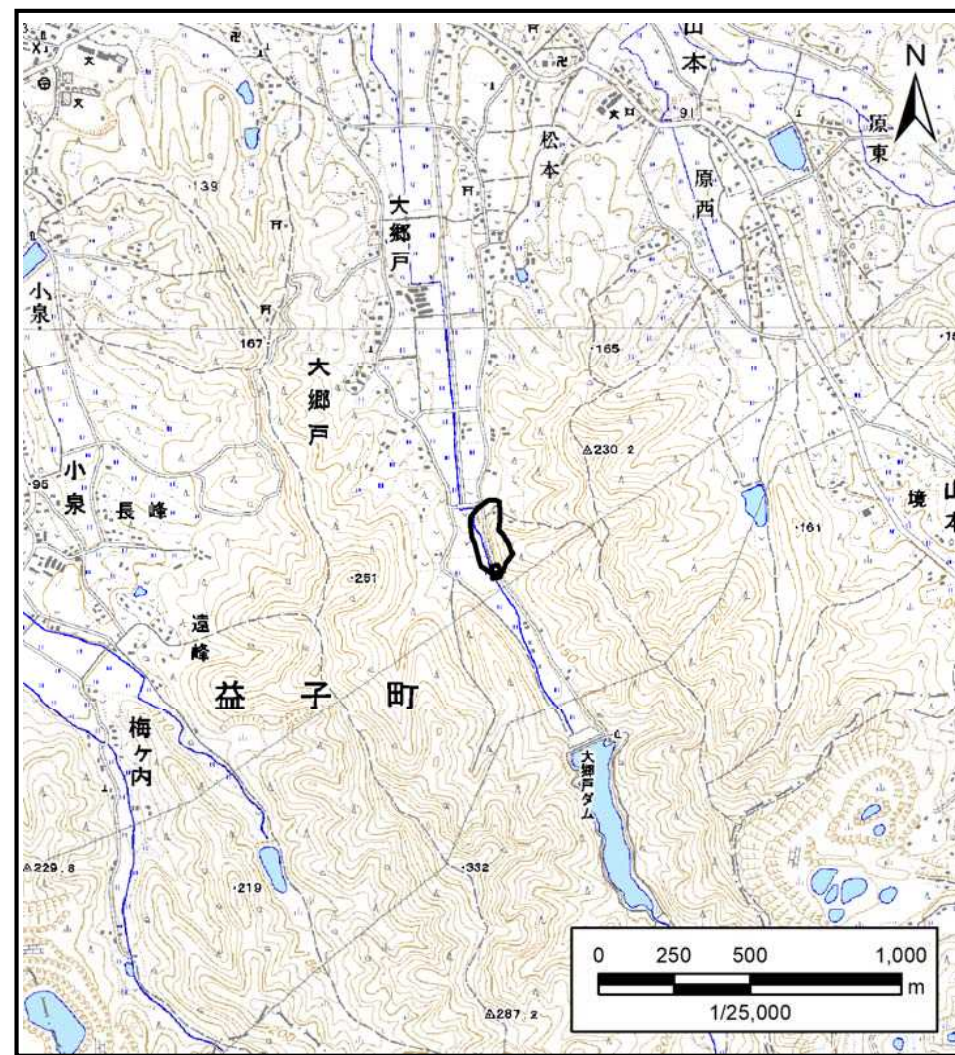 N
山本
91
原東
松本
原西
・139
大郷戸
小泉
167
・165
大郷戸
△230.2
小泉
・95
長峰
境
山本
・161
・251
遠峰
益子町
梅ヶ内
大郷戸ダム
△229.8
・219
・332
△287.2
0 250 500 1,000
m
1/25,000